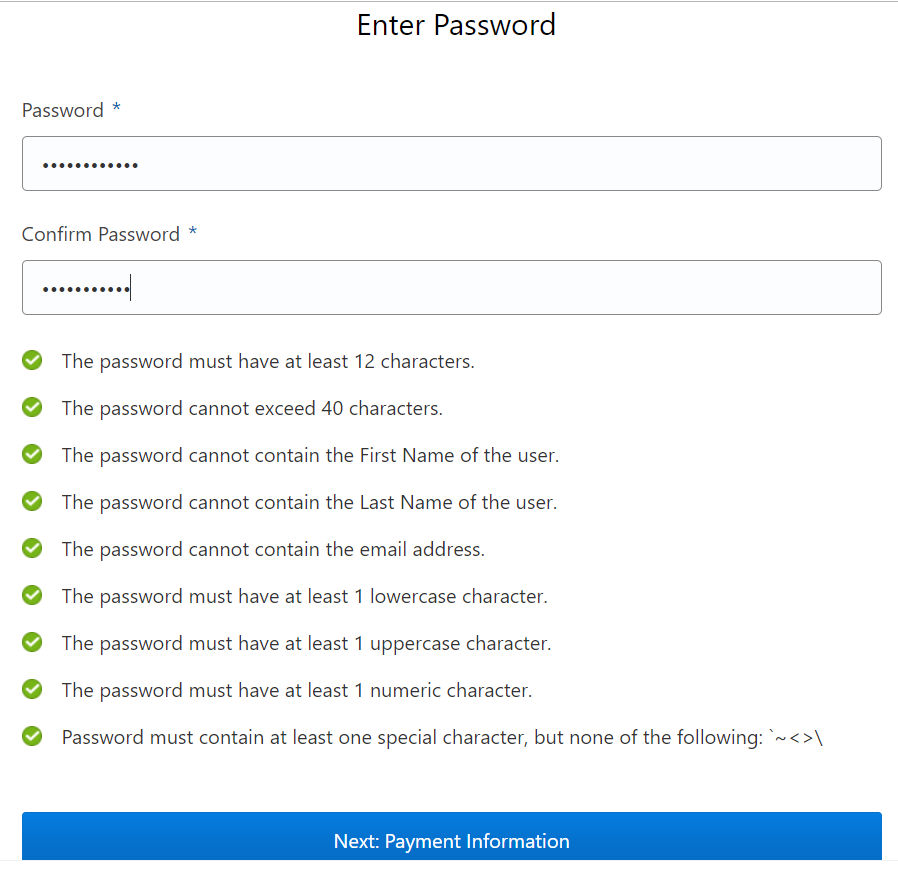 Enter Password
Password *
••••••••••••
Confirm Password *
•••••••••••
The password must have at least 12 characters.
The password cannot exceed 40 characters.
The password cannot contain the First Name of the user.
The password cannot contain the Last Name of the user.
The password cannot contain the email address.
The password must have at least 1 lowercase character.
The password must have at least 1 uppercase character.
The password must have at least 1 numeric character.
Password must contain at least one special character, but none of the following: `~<>\
Next: Payment Information